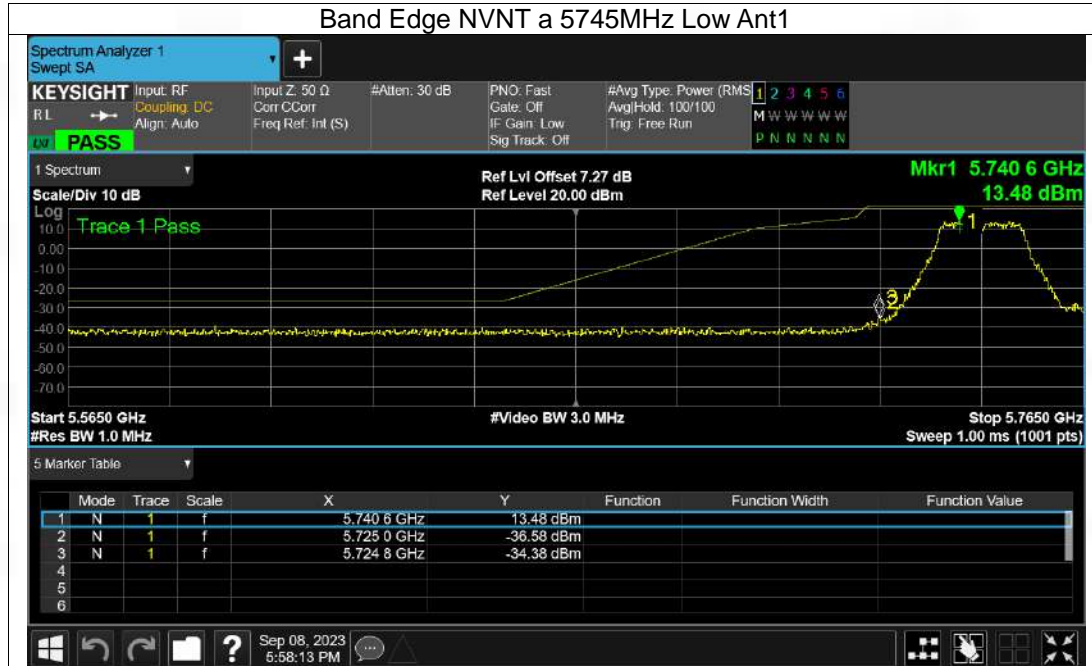 Band Edge NVNT a 5745MHz Low Ant1
Spectrum Analyzer 1
Swept SA
+
KEYSIGHT Input: RF Input Z: 50 Ω #Atten: 30 dB PNO: Fast #Avg Type: Power (RMS 1 2 3 4 5 6
RL Coupling: DC Corr CCorr Gate: Off Avg|Hold: 100/100 M W W W W W
Align: Auto Freq Ref: Int (S) IF Gain: Low Trig: Free Run
LXI PASS Sig Track: Off P N N N N N
1 Spectrum Ref Lvl Offset 7.27 dB Mkr1 5.740 6 GHz
Scale/Div 10 dB Ref Level 20.00 dBm 13.48 dBm
Log
Trace 1 Pass
10.0
1
0.00
-10.0
-20.0
-30.0
-40.0
-50.0
-60.0
-70.0
Start 5.5650 GHz #Video BW 3.0 MHz Stop 5.7650 GHz
#Res BW 1.0 MHz Sweep 1.00 ms (1001 pts)
5 Marker Table
Mode Trace Scale X Y Function Function Width Function Value
1 N 1 f 5.740 6 GHz 13.48 dBm
2 N 1 f 5.725 0 GHz -36.58 dBm
3 N 1 f 5.724 8 GHz -34.38 dBm
4
5
6
? Sep 08, 2023
5:58:13 PM